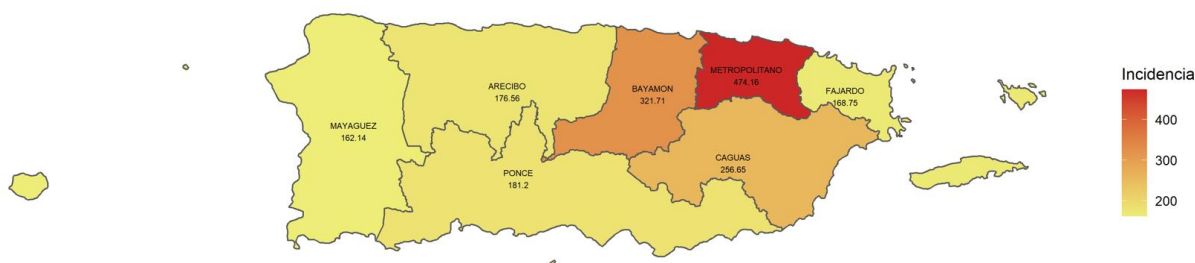 METROPOLITANO
474.16
ARECIBO
176.56
BAYAMON
321.71
FAJARDO
168.75
MAYAGUEZ
162.14
CAGUAS
256.65
PONCE
181.2
Incidencia
400
300
200